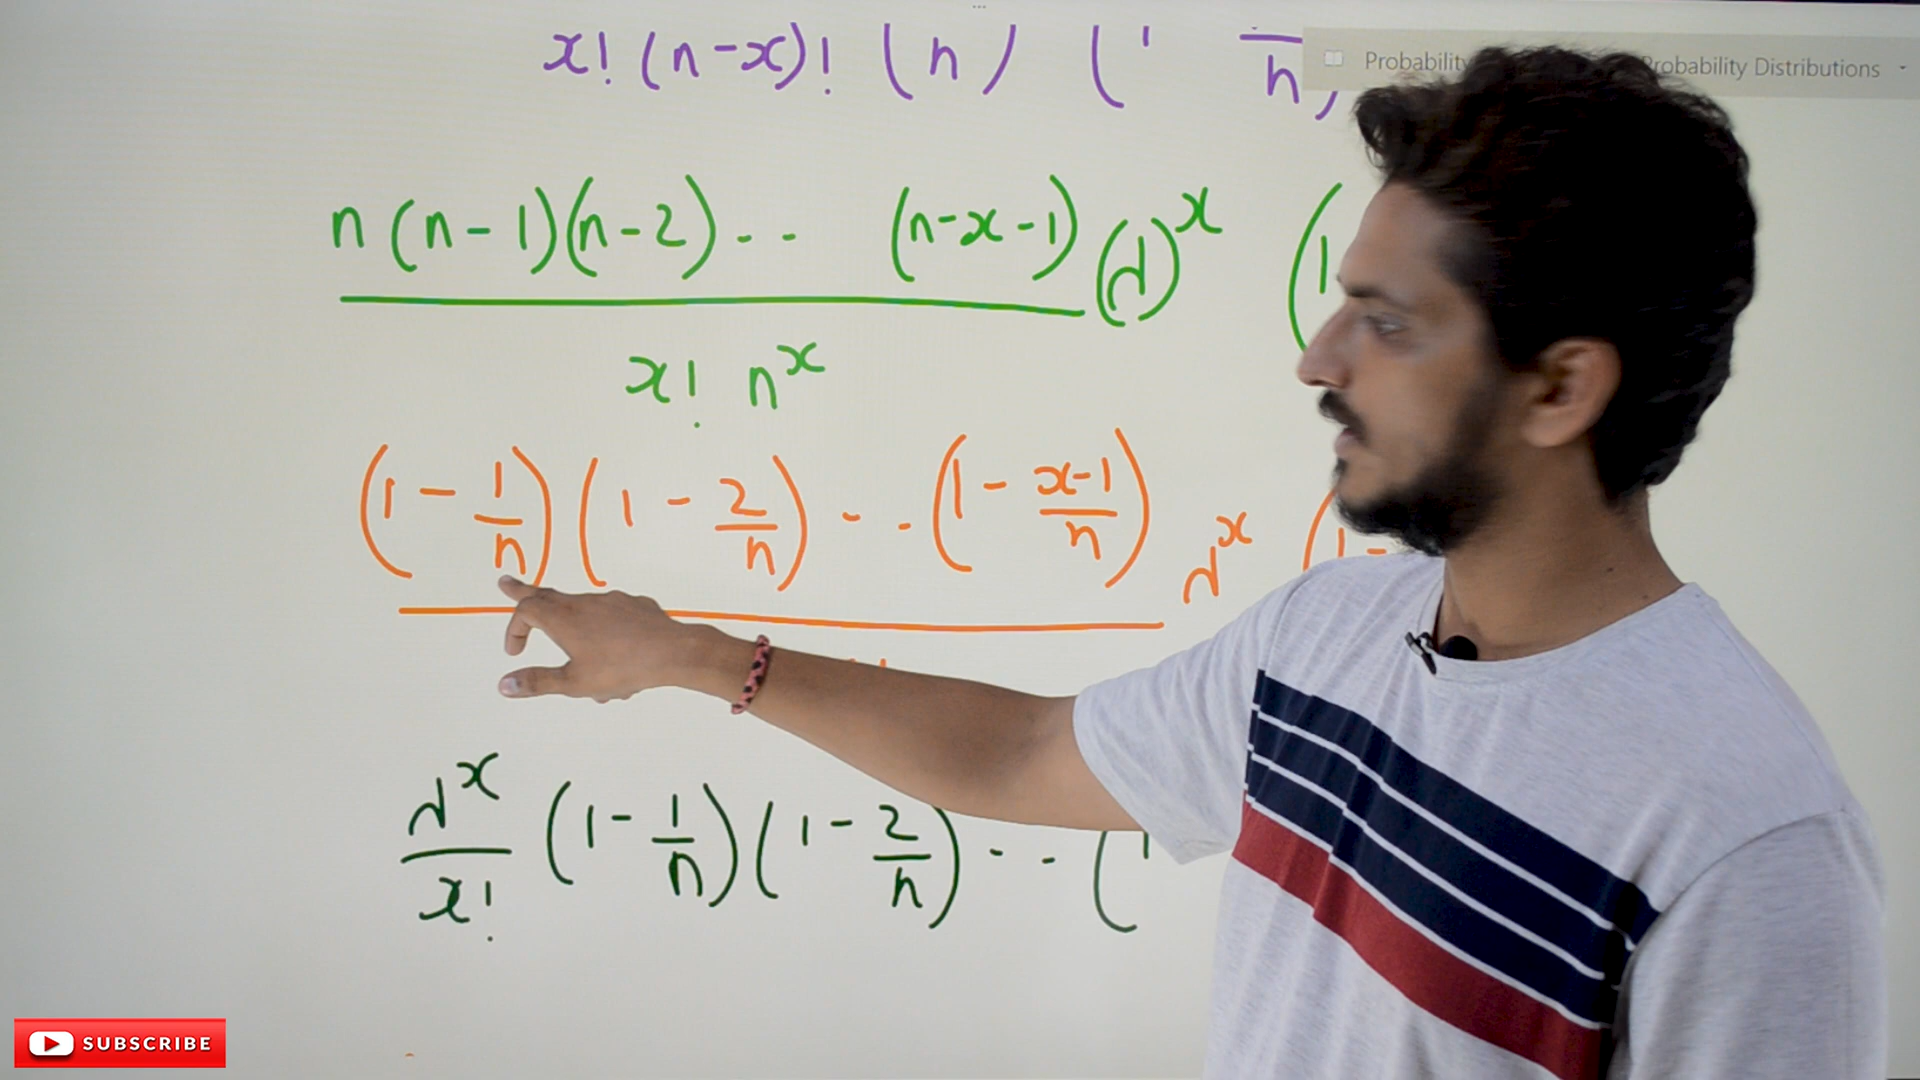 Probability Probability Distributions
x! (n-x)! (n) (1 / n)
n(n-1)(n-2)-- (n-x-1) (λ)^x (1
x! n^x
(1 - 1/n) (1 - 2/n) -- (1 - x-1/n) λ^x (1 -
λ^x/x! (1 - 1/n) (1 - 2/n) -- (1
SUBSCRIBE